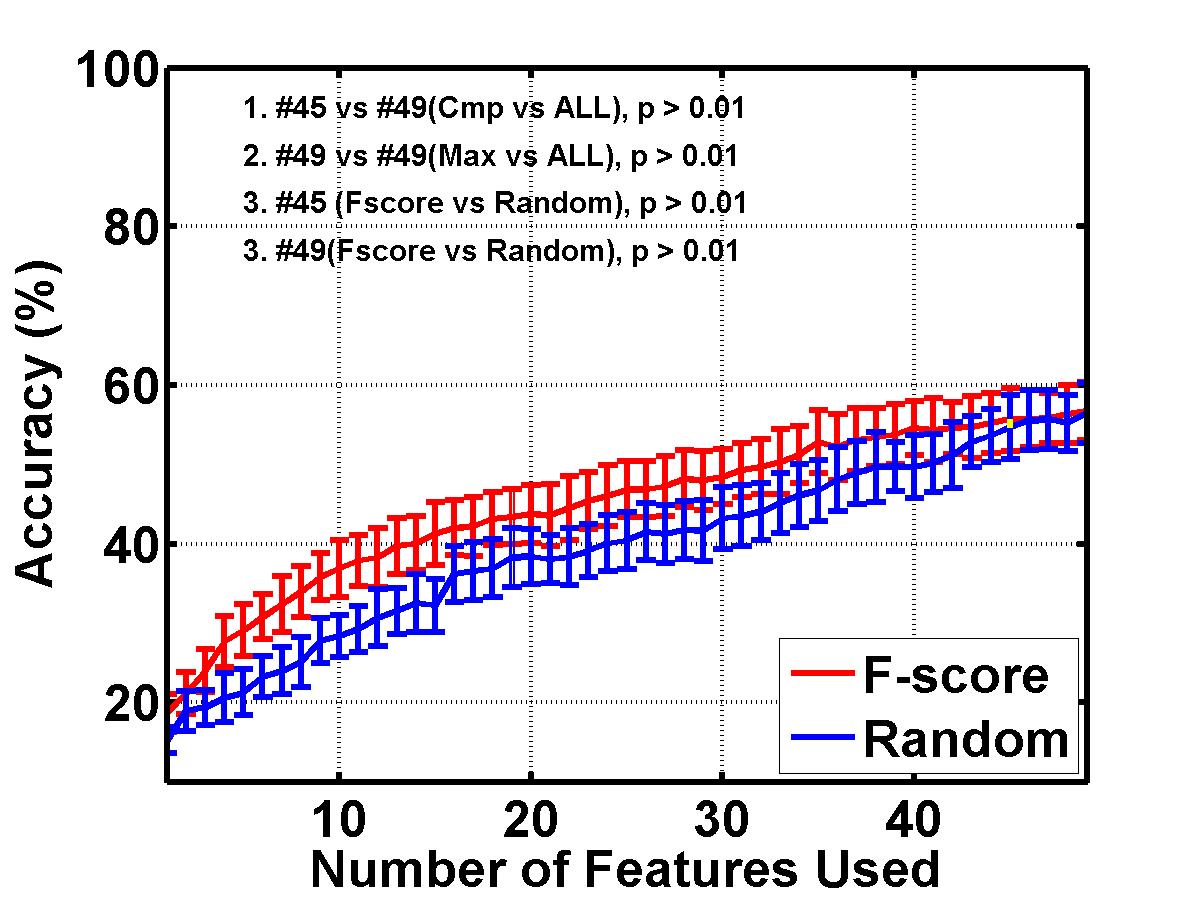 100
80
60
40
20
1. #45 vs #49(Cmp vs ALL), p > 0.01
2. #49 vs #49(Max vs ALL), p > 0.01
3. #45 (Fscore vs Random), p > 0.01
3. #49(Fscore vs Random), p > 0.01
Accuracy (%)
F-score
Random
10 20 30 40
Number of Features Used